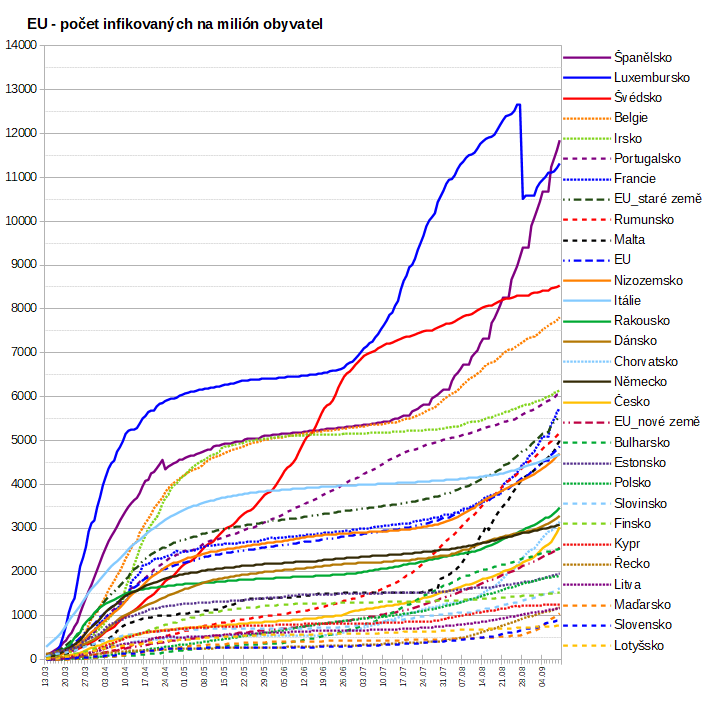 EU - počet infikovaných na milión obyvatel
14000
13000
12000
11000
10000
9000
8000
7000
6000
5000
4000
3000
2000
1000
0
13.03 20.03 27.03 03.04 10.04 17.04 24.04 01.05 08.05 15.05 22.05 29.05 05.06 12.06 19.06 26.06 03.07 10.07 17.07 24.07 31.07 07.08 14.08 21.08 28.08 04.09
Španělsko
Luxembursko
Švédsko
Belgie
Irsko
Portugalsko
Francie
EU_staré země
Rumunsko
Malta
EU
Nizozemsko
Itálie
Rakousko
Dánsko
Chorvatsko
Německo
Česko
EU_nové země
Bulharsko
Estonsko
Polsko
Slovinsko
Finsko
Kypr
Řecko
Litva
Maďarsko
Slovensko
Lotyšsko